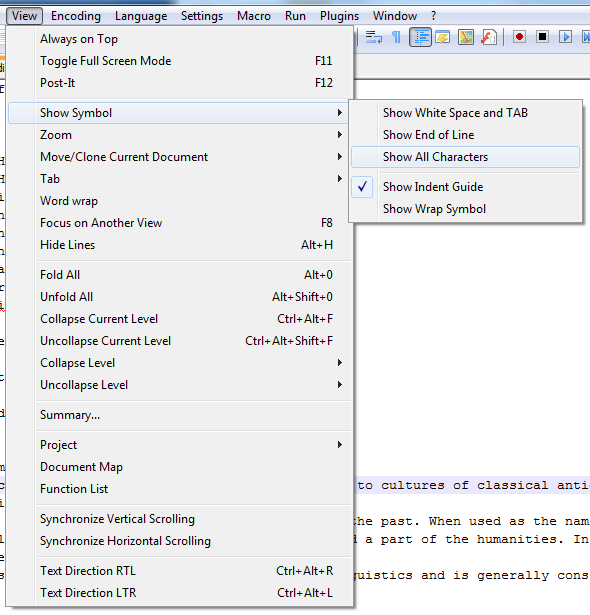 View Encoding Language Settings Macro Run Plugins Window ?
Always on Top
Toggle Full Screen Mode F11
Post-It F12
Show Symbol
Zoom
Move/Clone Current Document
Tab
Word wrap
Focus on Another View F8
Hide Lines Alt+H
Fold All Alt+0
Unfold All Alt+Shift+0
Collapse Current Level Ctrl+Alt+F
Uncollapse Current Level Ctrl+Alt+Shift+F
Collapse Level
Uncollapse Level
Summary...
Project
Document Map
Function List
Synchronize Vertical Scrolling
Synchronize Horizontal Scrolling
Text Direction RTL Ctrl+Alt+R
Text Direction LTR Ctrl+Alt+L
Show White Space and TAB
Show End of Line
Show All Characters
Show Indent Guide
Show Wrap Symbol
to cultures of classical
the past. When used as the
a part of the humanities. In
and is generally